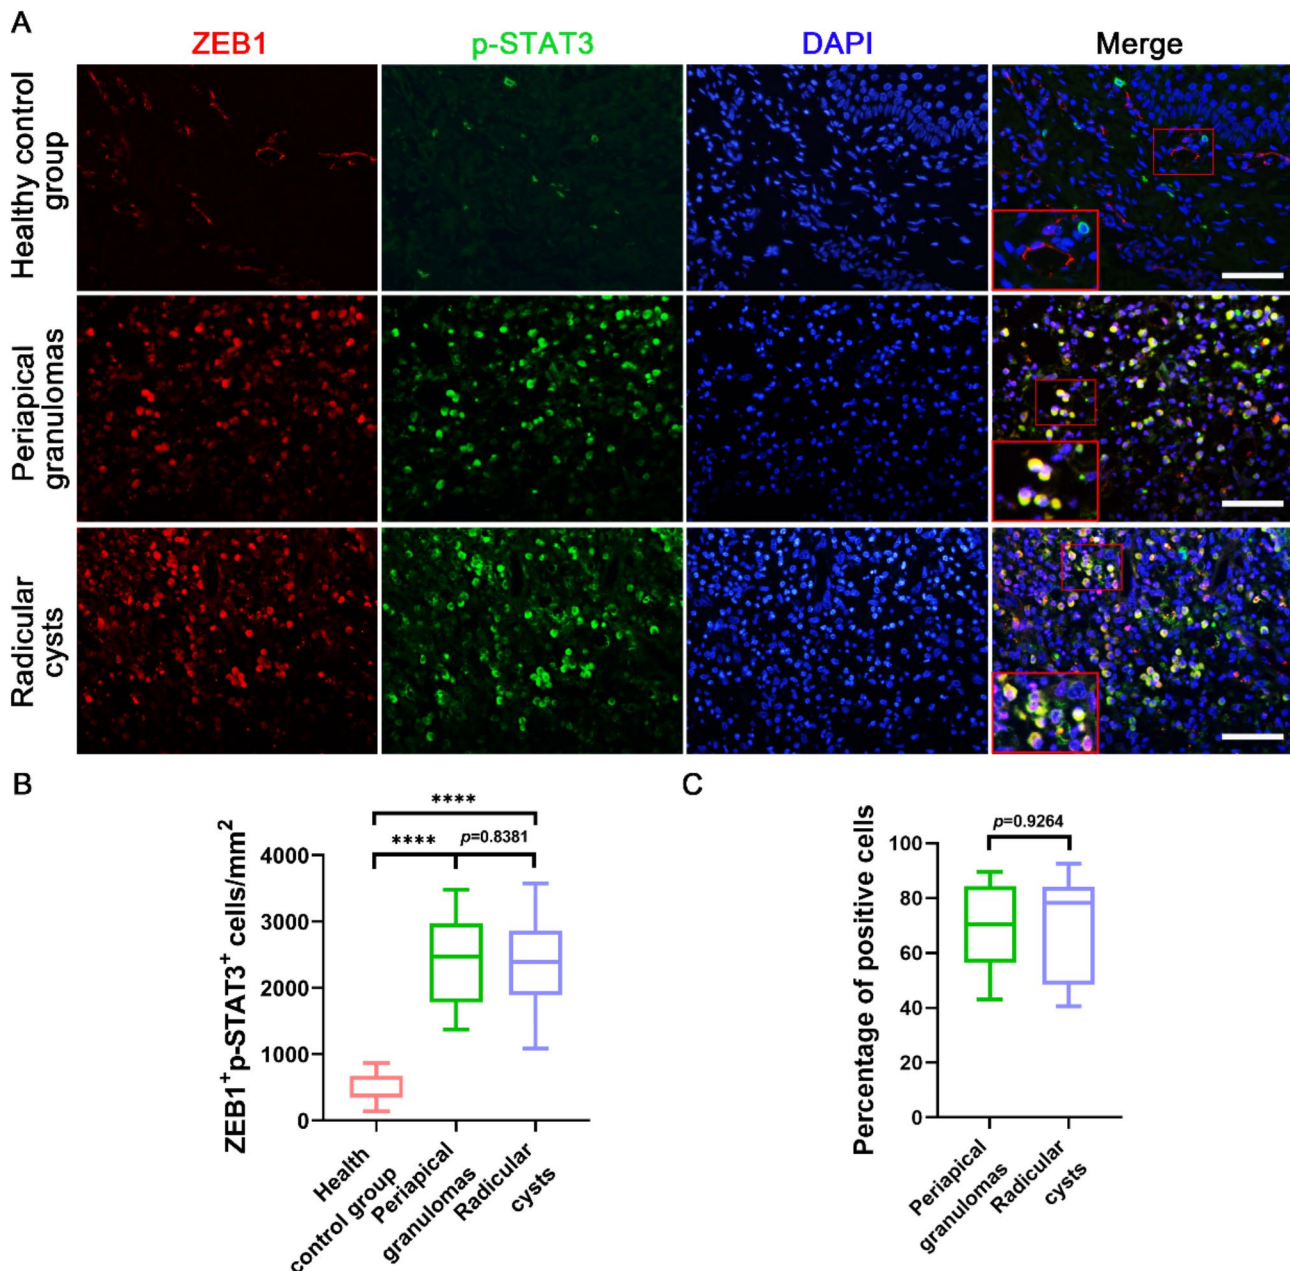 A
ZEB1 p-STAT3 DAPI Merge
Healthy control
group
Periapical
granulomas
Radicular
cysts
B
ZEB1⁺p-STAT3⁺ cells/mm²
4000
3000
2000
1000
0
****
**** p=0.8381
Health
control group
Periapical
granulomas
Radicular
cysts
C
Percentage of positive cells
100
80
60
40
20
0
p=0.9264
Periapical
granulomas
Radicular
cysts